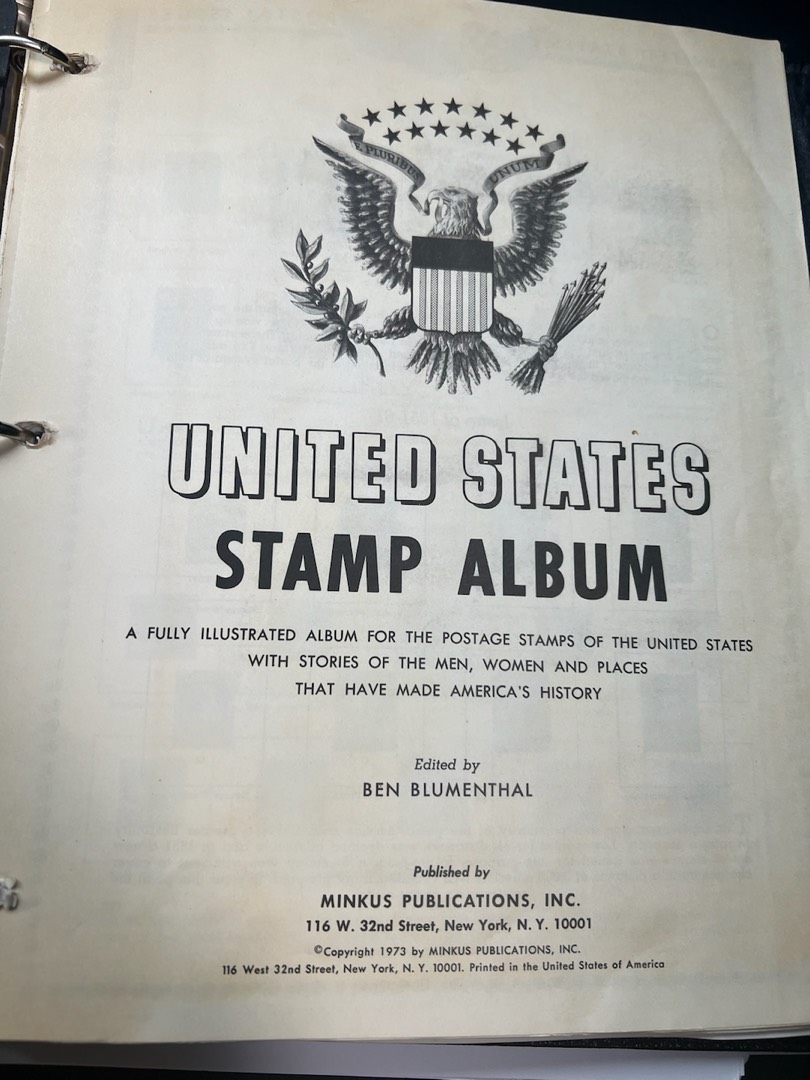 E PLURIBUS UNUM
UNITED STATES
STAMP ALBUM
A FULLY ILLUSTRATED ALBUM FOR THE POSTAGE STAMPS OF THE UNITED STATES
WITH STORIES OF THE MEN, WOMEN AND PLACES
THAT HAVE MADE AMERICA'S HISTORY
Edited by
BEN BLUMENTHAL
Published by
MINKUS PUBLICATIONS, INC.
116 W. 32nd Street, New York, N. Y. 10001
©Copyright 1973 by MINKUS PUBLICATIONS, INC.
116 West 32nd Street, New York, N. Y. 10001. Printed in the United States of America